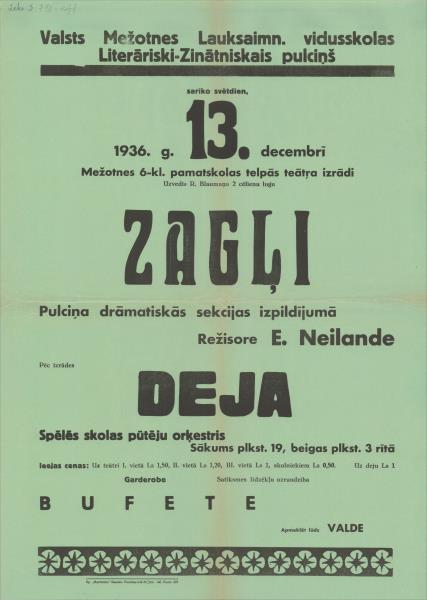 Valsts Mežotnes Lauksaimn. vidusskolas
Literāriski-Zinātniskais pulciņš
sarīko svētdien,
1936. g. 13. decembrī
Mežotnes 6-kl. pamatskolas telpās teātŗa izrādi
Uzvedīs R. Blaumaņa 2 cēlienu lugu
ZAGĻI
Pulciņa drāmatiskās sekcijas izpildījumā
Režisore E. Neilande
Pēc izrādes
DEJA
Spēlēs skolas pūtēju orķestris
Sākums plkst. 19, beigas plkst. 3 rītā
Ieejas cenas: Uz teātri I. vietā Ls 1,50, II. vietā Ls 1,20, III. vietā Ls 1, skolniekiem Ls 0,50. Uz deju Ls 1
Garderobe Satiksmes līdzekļu uzraudzība
BUFETE
Apmeklēt lūdz VALDE